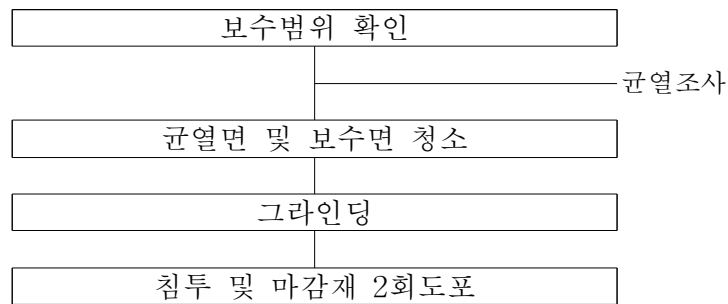 보수범위 확인
균열조사
균열면 및 보수면 청소
그라인딩
침투 및 마감재 2회도포